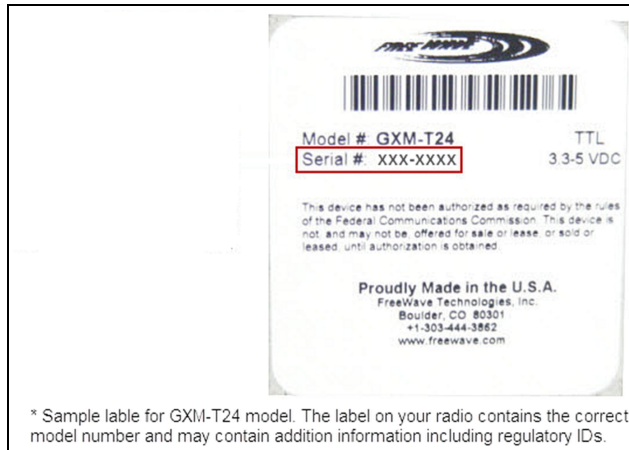 FREEWAVE
Model #: GXM-T24 TTL
Serial #: XXX-XXXX 3.3-5 VDC
This device has not been authorized as required by the rules
of the Federal Communications Commission. This device is
not, and may not be, offered for sale or lease, or sold or
leased, until authorization is obtained.
Proudly Made in the U.S.A.
FreeWave Technologies, Inc.
Boulder, CO 80301
+1-303-444-3862
www.freewave.com
* Sample lable for GXM-T24 model. The label on your radio contains the correct
model number and may contain addition information including regulatory IDs.